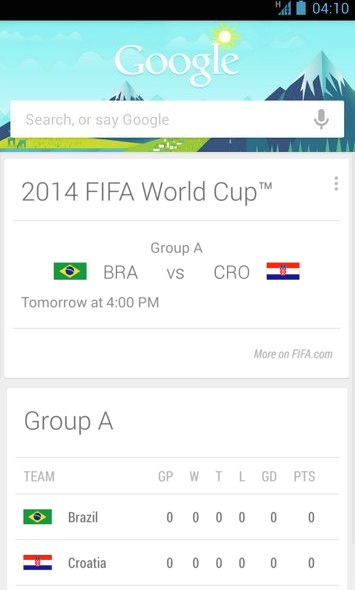 H 04:10
Google
Search, or say Google
2014 FIFA World Cup™
Group A
BRA vs CRO
Tomorrow at 4:00 PM
More on FIFA.com
Group A
TEAM GP W T L GD PTS
Brazil 0 0 0 0 0 0
Croatia 0 0 0 0 0 0